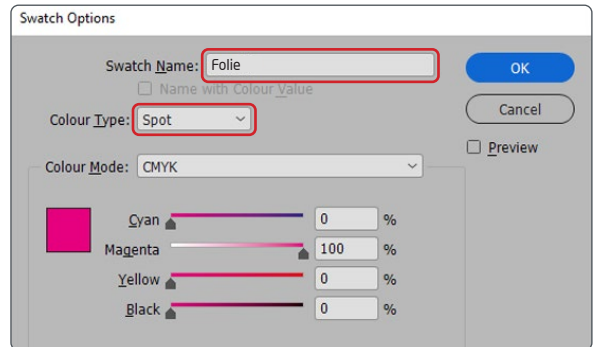 Swatch Options
Swatch Name: Folie
Name with Colour Value
Colour Type: Spot
Colour Mode: CMYK
Cyan 0 %
Magenta 100 %
Yellow 0 %
Black 0 %
OK
Cancel
Preview